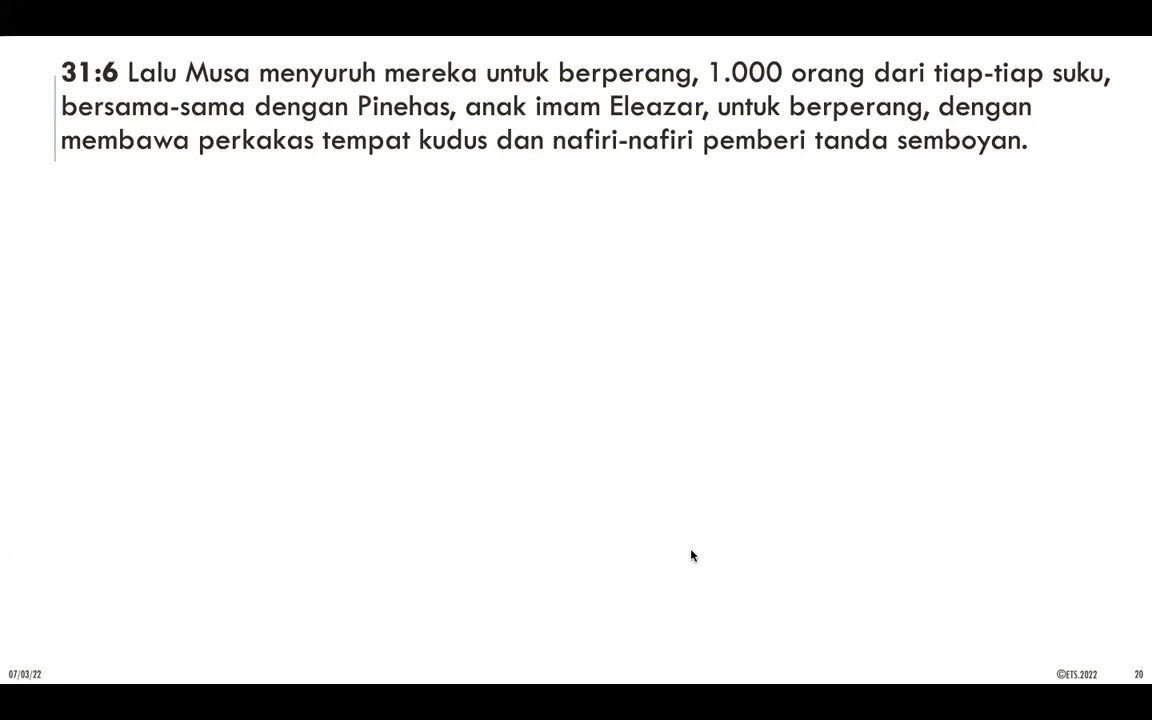 31:6 Lalu Musa menyuruh mereka untuk berperang, 1.000 orang dari tiap-tiap suku,
bersama-sama dengan Pinehas, anak imam Eleazar, untuk berperang, dengan
membawa perkakas tempat kudus dan nafiri-nafiri pemberi tanda semboyan.
07/03/22
©ETS.2022
20